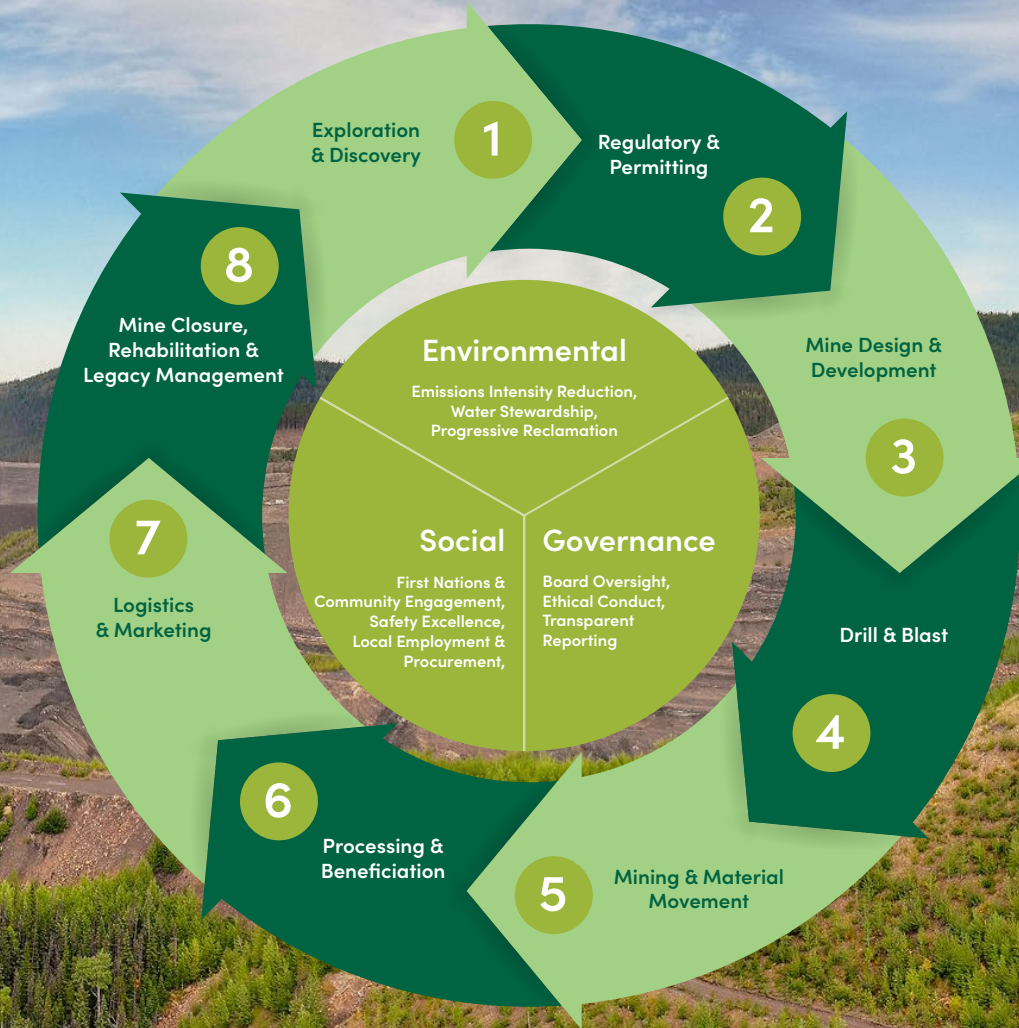 1
Exploration
& Discovery
2
Regulatory &
Permitting
3
Mine Design &
Development
4
Drill & Blast
5
Mining & Material
Movement
6
Processing &
Beneficiation
7
Logistics
& Marketing
8
Mine Closure,
Rehabilitation &
Legacy Management
Environmental
Emissions Intensity Reduction,
Water Stewardship,
Progressive Reclamation
Social
First Nations &
Community Engagement,
Safety Excellence,
Local Employment &
Procurement,
Governance
Board Oversight,
Ethical Conduct,
Transparent
Reporting